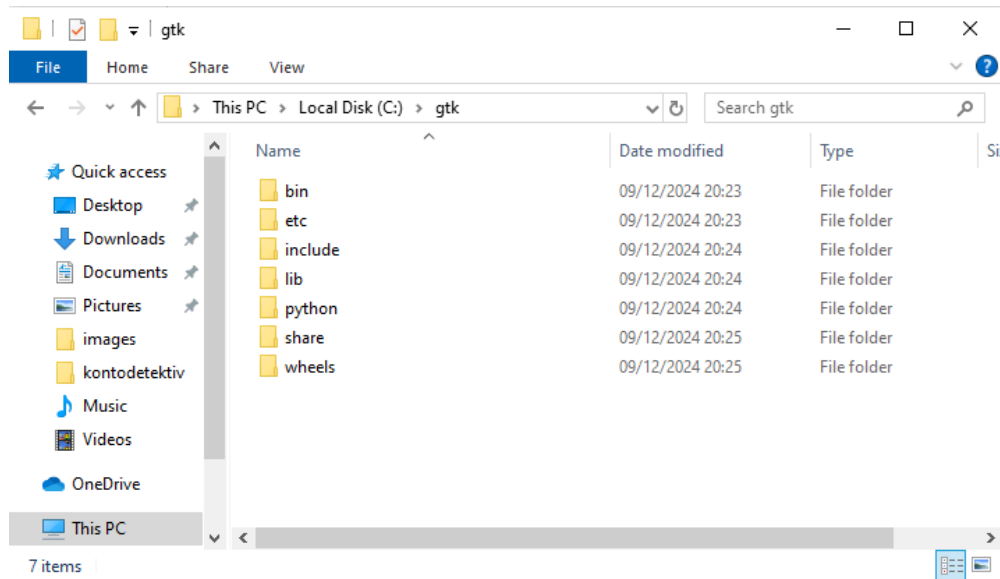 gtk
File Home Share View
This PC Local Disk (C:) gtk Search gtk
Name Date modified Type Si
Quick access
Desktop
Downloads
Documents
Pictures
images
kontodetektiv
Music
Videos
OneDrive
This PC
bin 09/12/2024 20:23 File folder
etc 09/12/2024 20:23 File folder
include 09/12/2024 20:24 File folder
lib 09/12/2024 20:24 File folder
python 09/12/2024 20:24 File folder
share 09/12/2024 20:25 File folder
wheels 09/12/2024 20:25 File folder
7 items